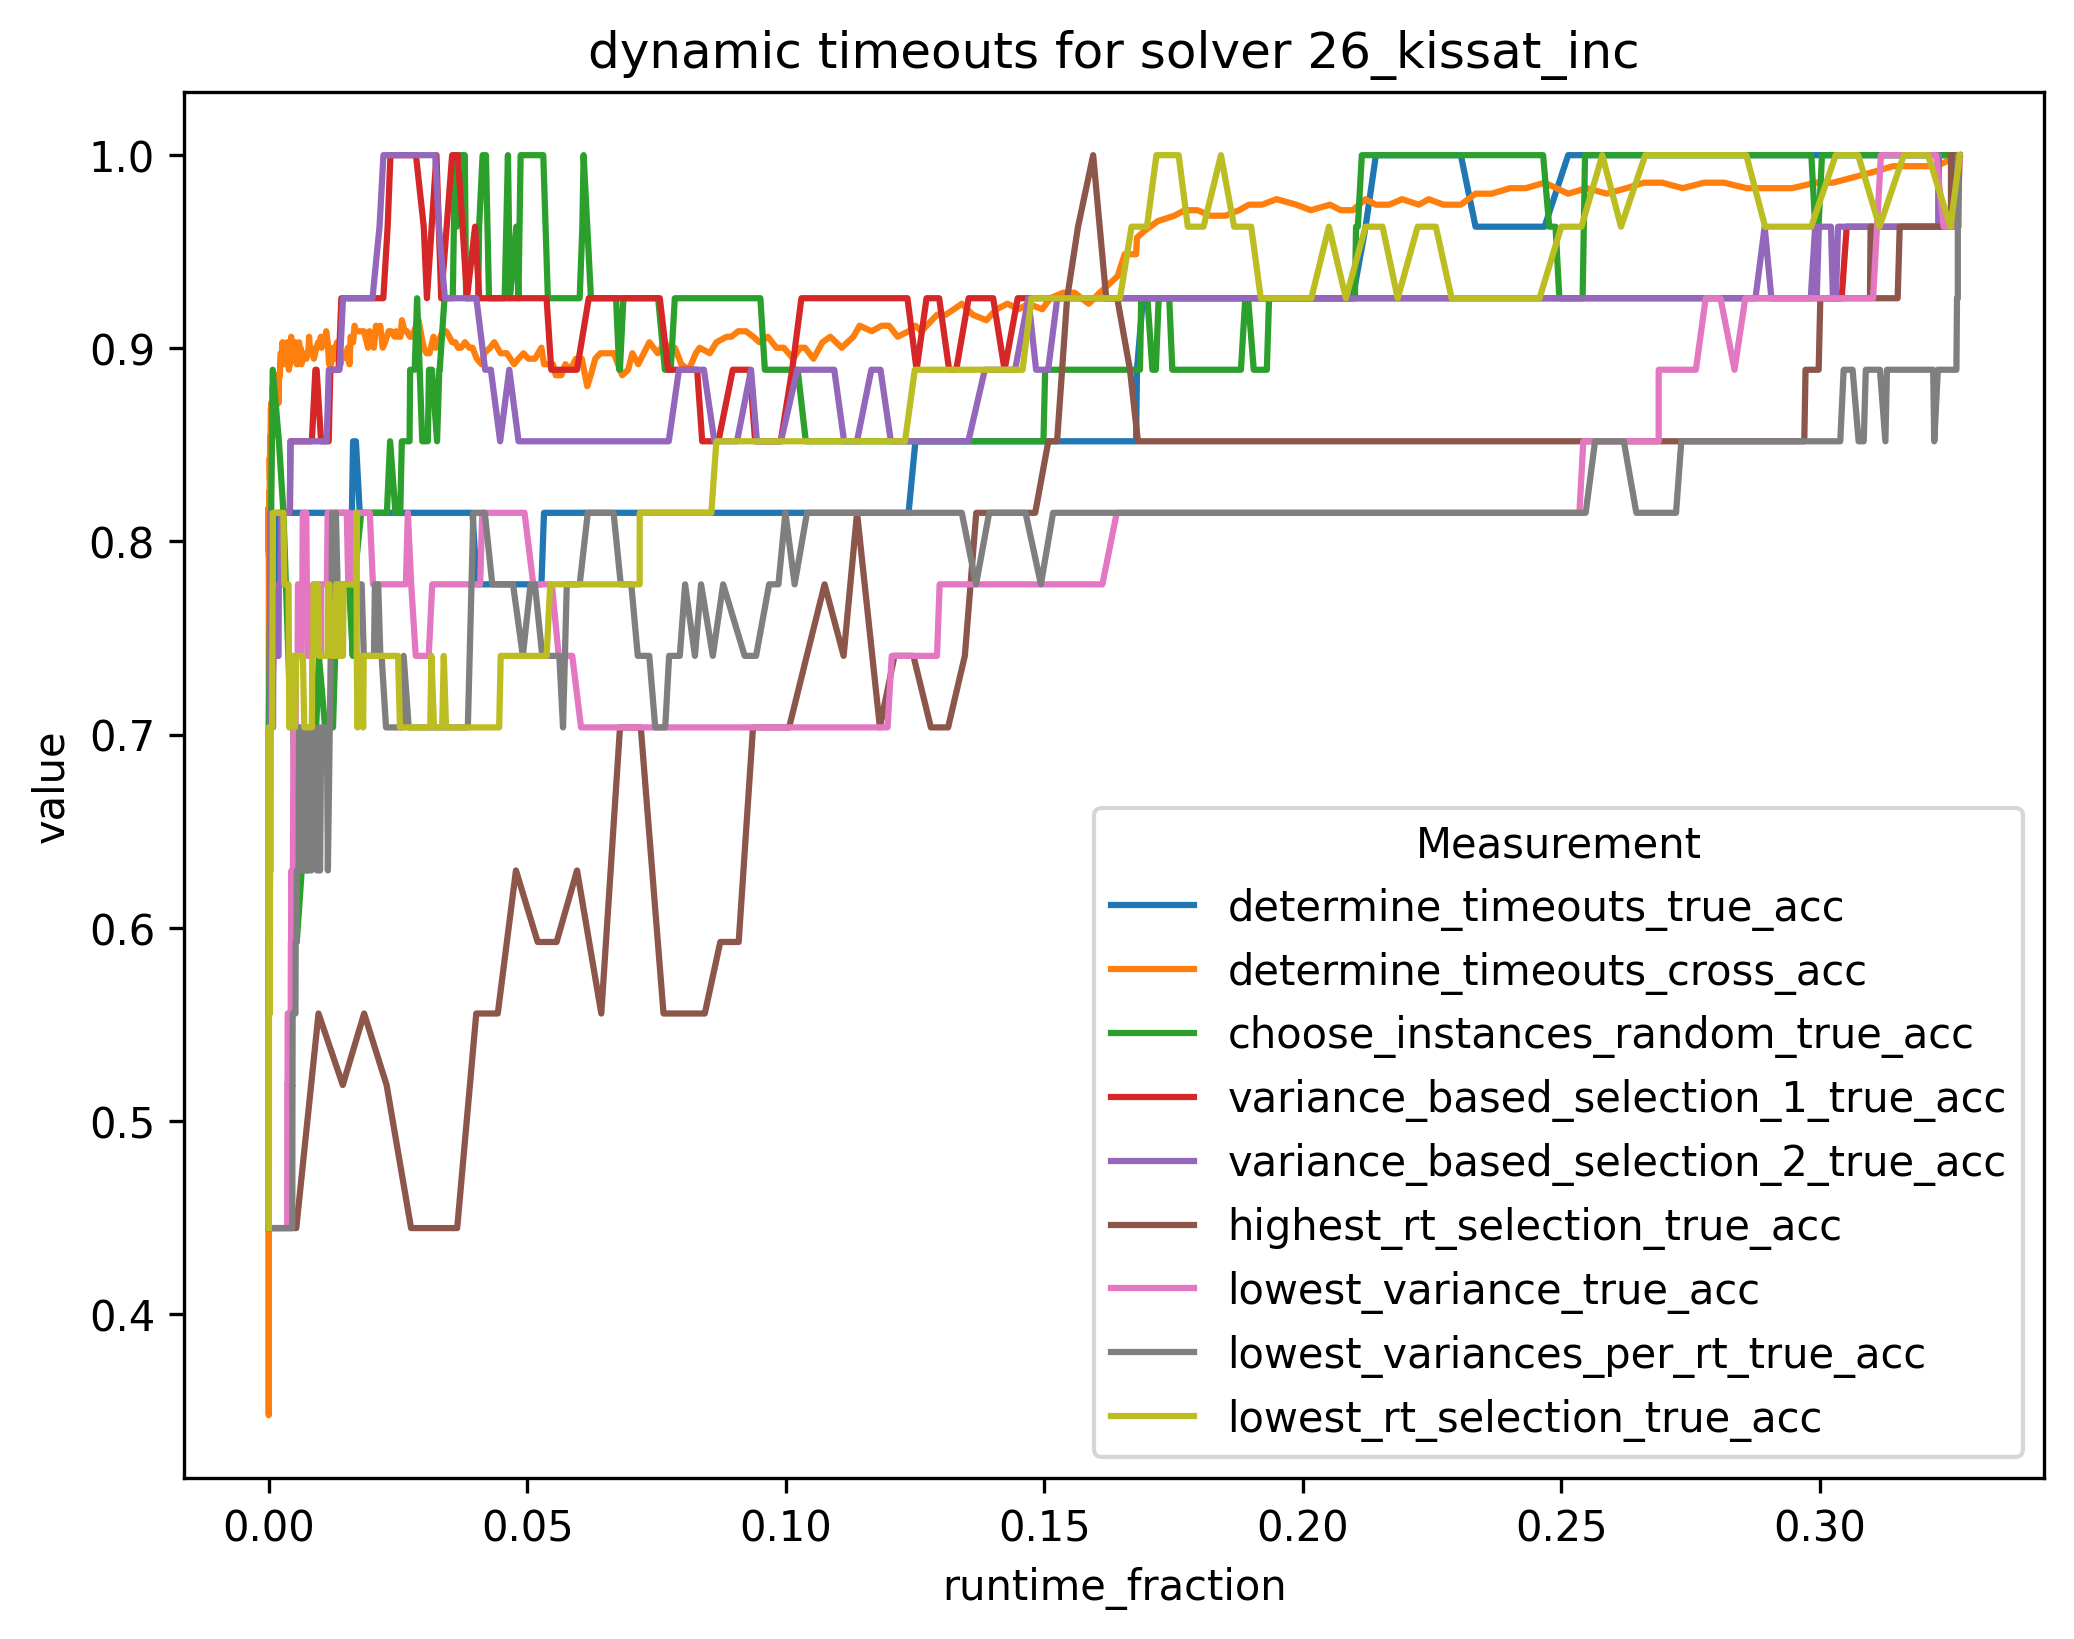 dynamic timeouts for solver 26_kissat_inc
1.0
0.9
0.8
0.7
0.6
0.5
0.4
value
Measurement
determine_timeouts_true_acc
determine_timeouts_cross_acc
choose_instances_random_true_acc
variance_based_selection_1_true_acc
variance_based_selection_2_true_acc
highest_rt_selection_true_acc
lowest_variance_true_acc
lowest_variances_per_rt_true_acc
lowest_rt_selection_true_acc
0.00 0.05 0.10 0.15 0.20 0.25 0.30
runtime_fraction